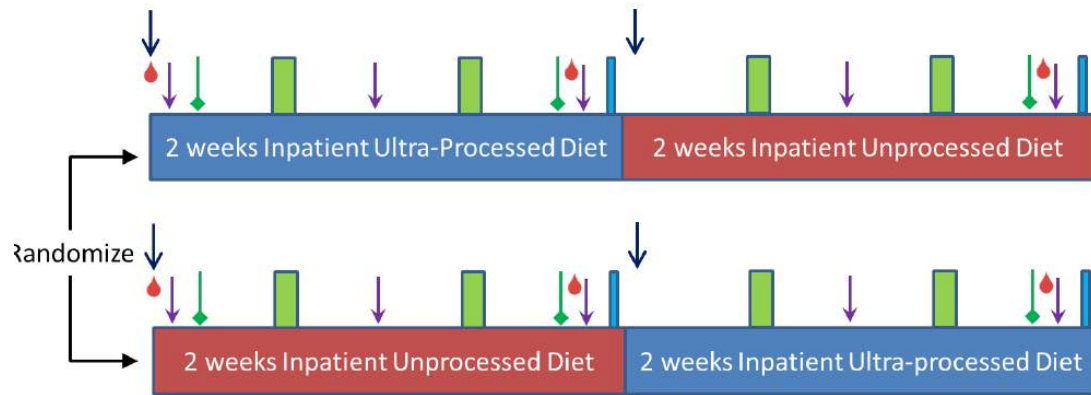 2 weeks Inpatient Ultra-Processed Diet
2 weeks Inpatient Unprocessed Diet
Randomize
2 weeks Inpatient Unprocessed Diet
2 weeks Inpatient Ultra-processed Diet